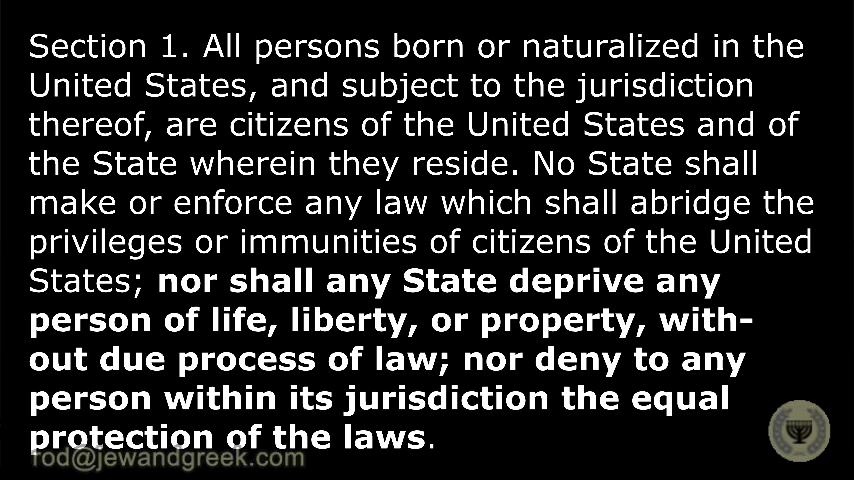 Section 1. All persons born or naturalized in the
United States, and subject to the jurisdiction
thereof, are citizens of the United States and of
the State wherein they reside. No State shall
make or enforce any law which shall abridge the
privileges or immunities of citizens of the United
States; nor shall any State deprive any
person of life, liberty, or property, with-
out due process of law; nor deny to any
person within its jurisdiction the equal
protection of the laws.
rod@jewandgreek.com